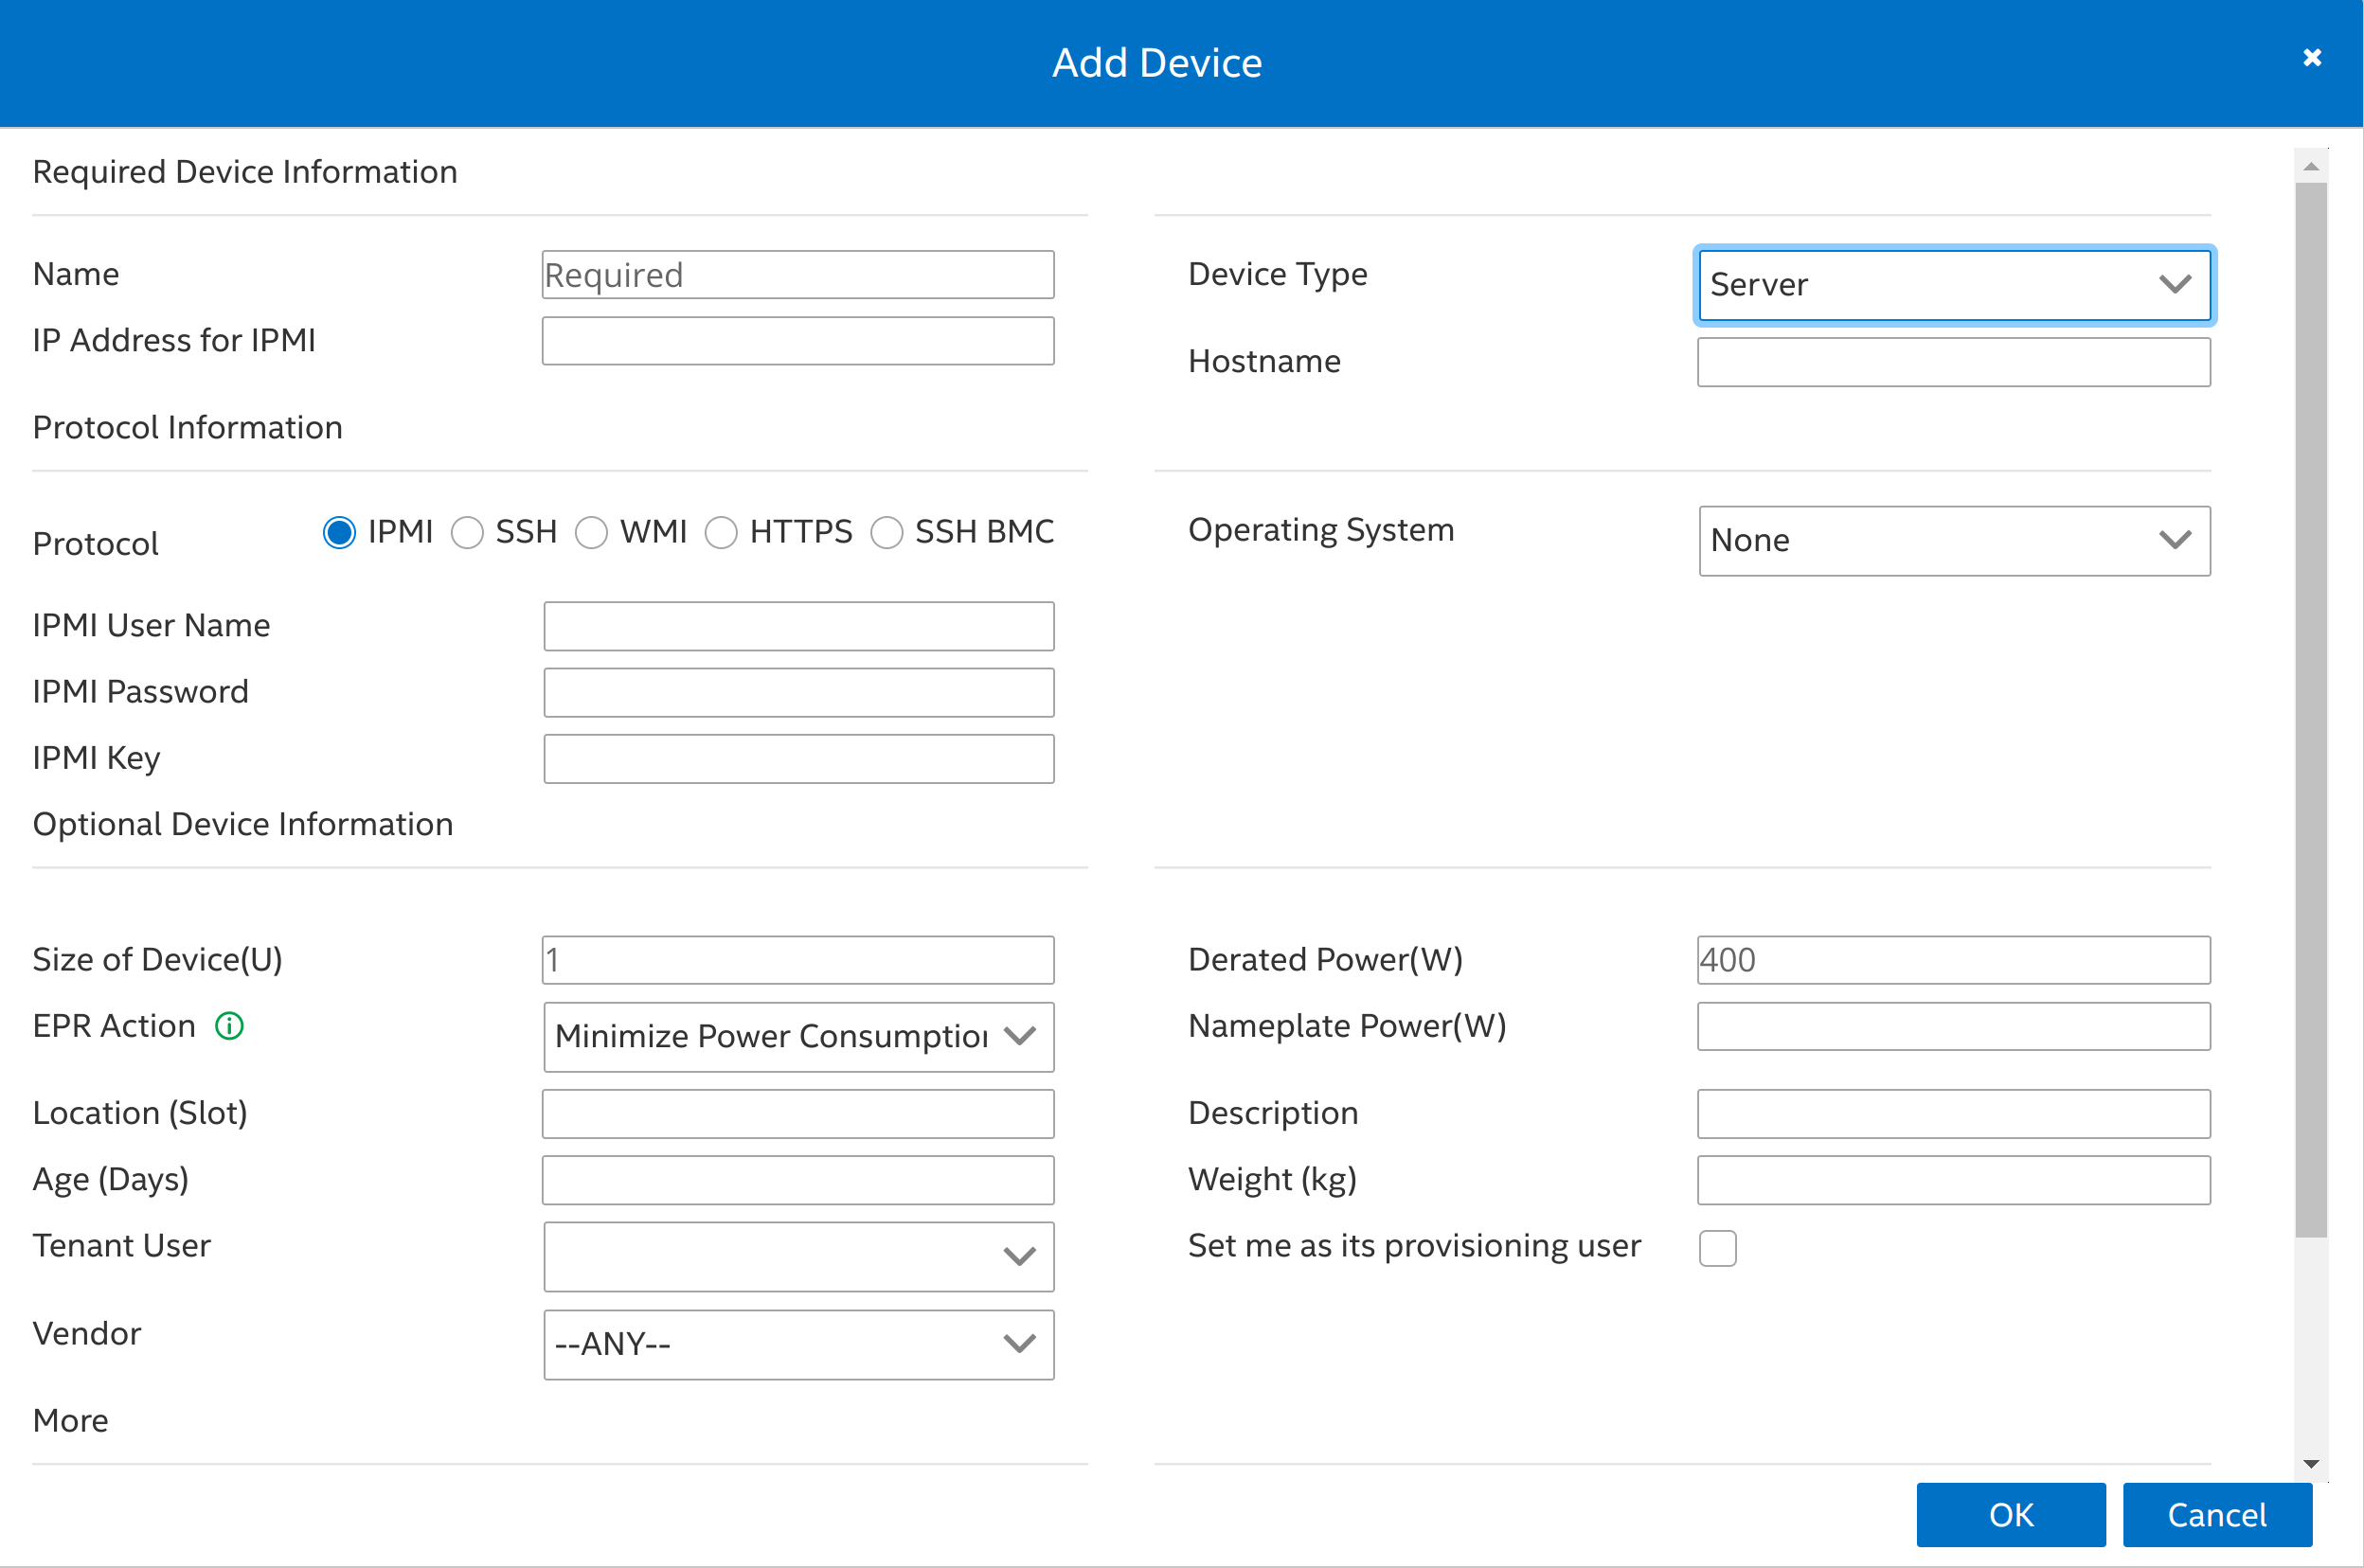 Add Device
Required Device Information
Name Required Device Type Server
IP Address for IPMI Hostname
Protocol Information
Protocol IPMI SSH WMI HTTPS SSH BMC Operating System None
IPMI User Name
IPMI Password
IPMI Key
Optional Device Information
Size of Device(U) 1 Derated Power(W) 400
EPR Action Minimize Power Consumption Nameplate Power(W)
Location (Slot) Description
Age (Days) Weight (kg)
Tenant User Set me as its provisioning user
Vendor --ANY--
More
OK Cancel